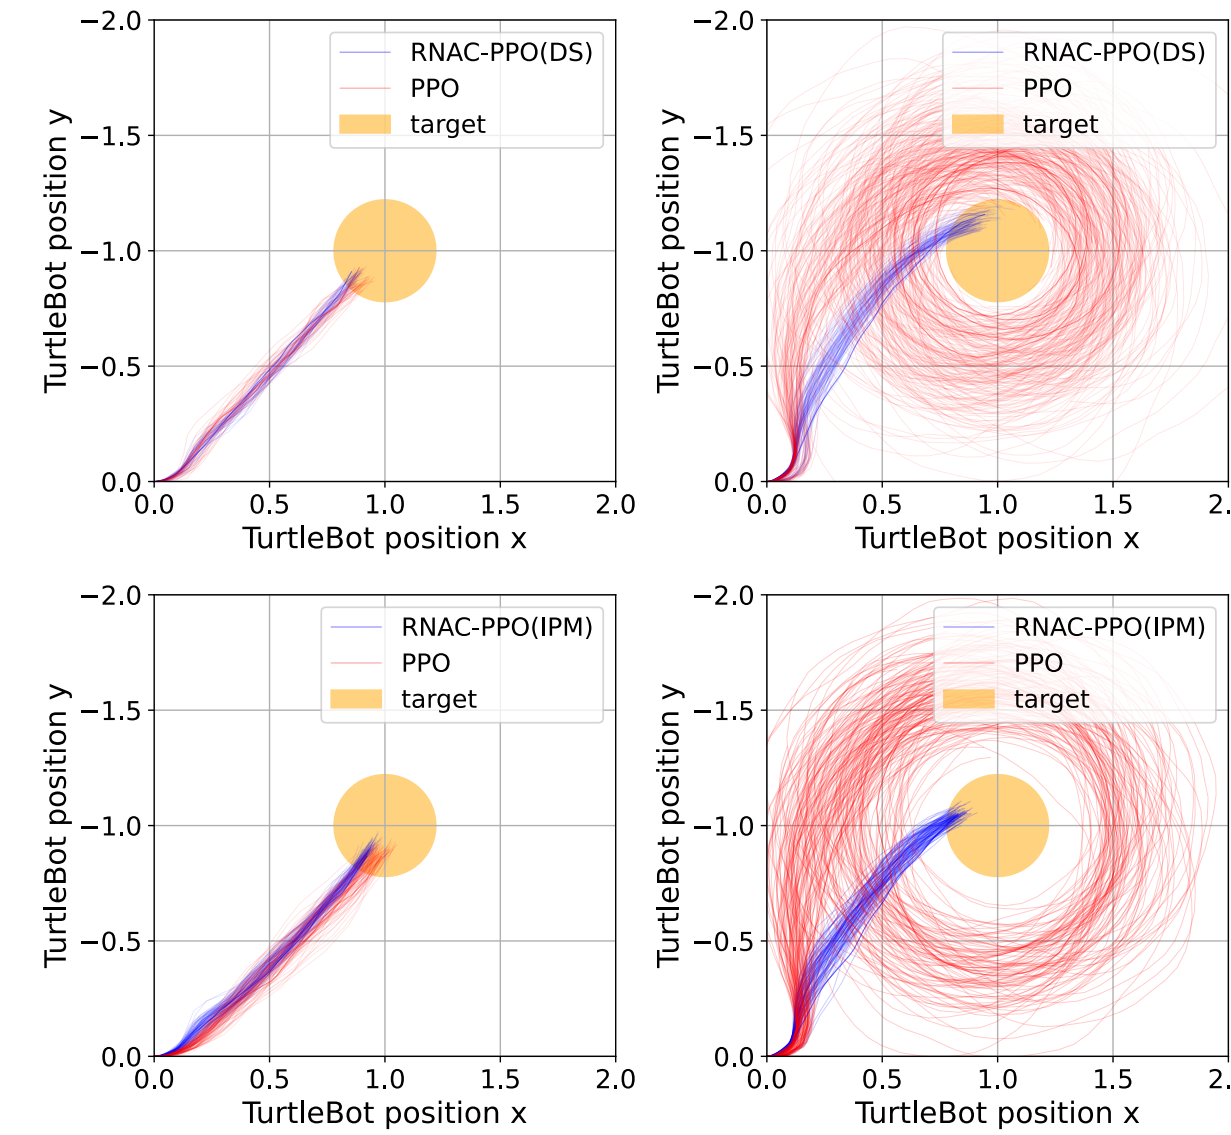 −2.0
−1.5
−1.0
−0.5
0.0
TurtleBot position y
RNAC-PPO(DS)
PPO
target
0.0 0.5 1.0 1.5 2.0
TurtleBot position x
−2.0
−1.5
−1.0
−0.5
0.0
TurtleBot position y
RNAC-PPO(DS)
PPO
target
0.0 0.5 1.0 1.5 2.
TurtleBot position x
−2.0
−1.5
−1.0
−0.5
0.0
TurtleBot position y
RNAC-PPO(IPM)
PPO
target
0.0 0.5 1.0 1.5 2.0
TurtleBot position x
−2.0
−1.5
−1.0
−0.5
0.0
TurtleBot position y
RNAC-PPO(IPM)
PPO
target
0.0 0.5 1.0 1.5 2.
TurtleBot position x